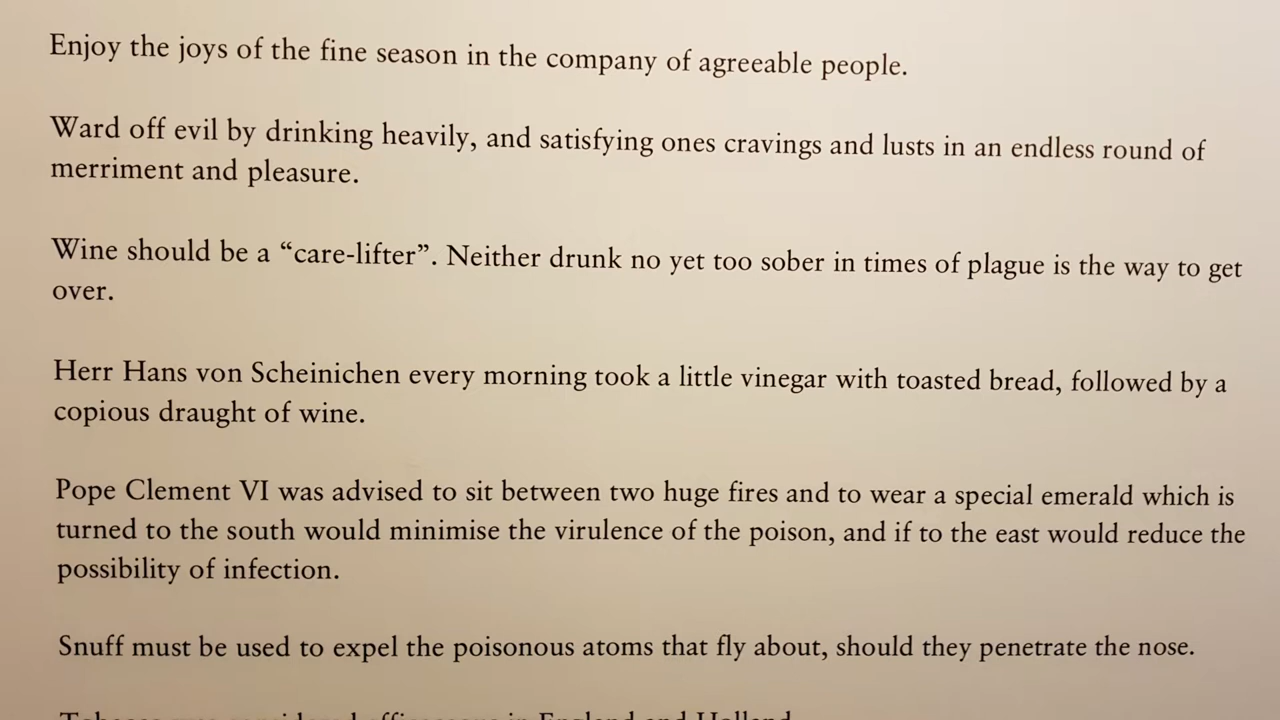 Enjoy the joys of the fine season in the company of agreeable people.
Ward off evil by drinking heavily, and satisfying ones cravings and lusts in an endless round of
merriment and pleasure.
Wine should be a “care-lifter”. Neither drunk no yet too sober in times of plague is the way to get
over.
Herr Hans von Scheinichen every morning took a little vinegar with toasted bread, followed by a
copious draught of wine.
Pope Clement VI was advised to sit between two huge fires and to wear a special emerald which is
turned to the south would minimise the virulence of the poison, and if to the east would reduce the
possibility of infection.
Snuff must be used to expel the poisonous atoms that fly about, should they penetrate the nose.
in England and Holland